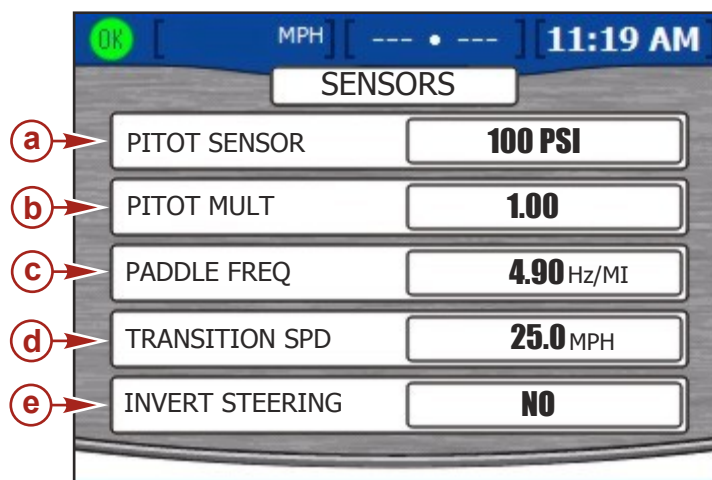 OK [ MPH ] [ --- • --- ] [ 11:19 AM ]
SENSORS
a PITOT SENSOR 100 PSI
b PITOT MULT 1.00
c PADDLE FREQ 4.90 Hz/MI
d TRANSITION SPD 25.0 MPH
e INVERT STEERING NO